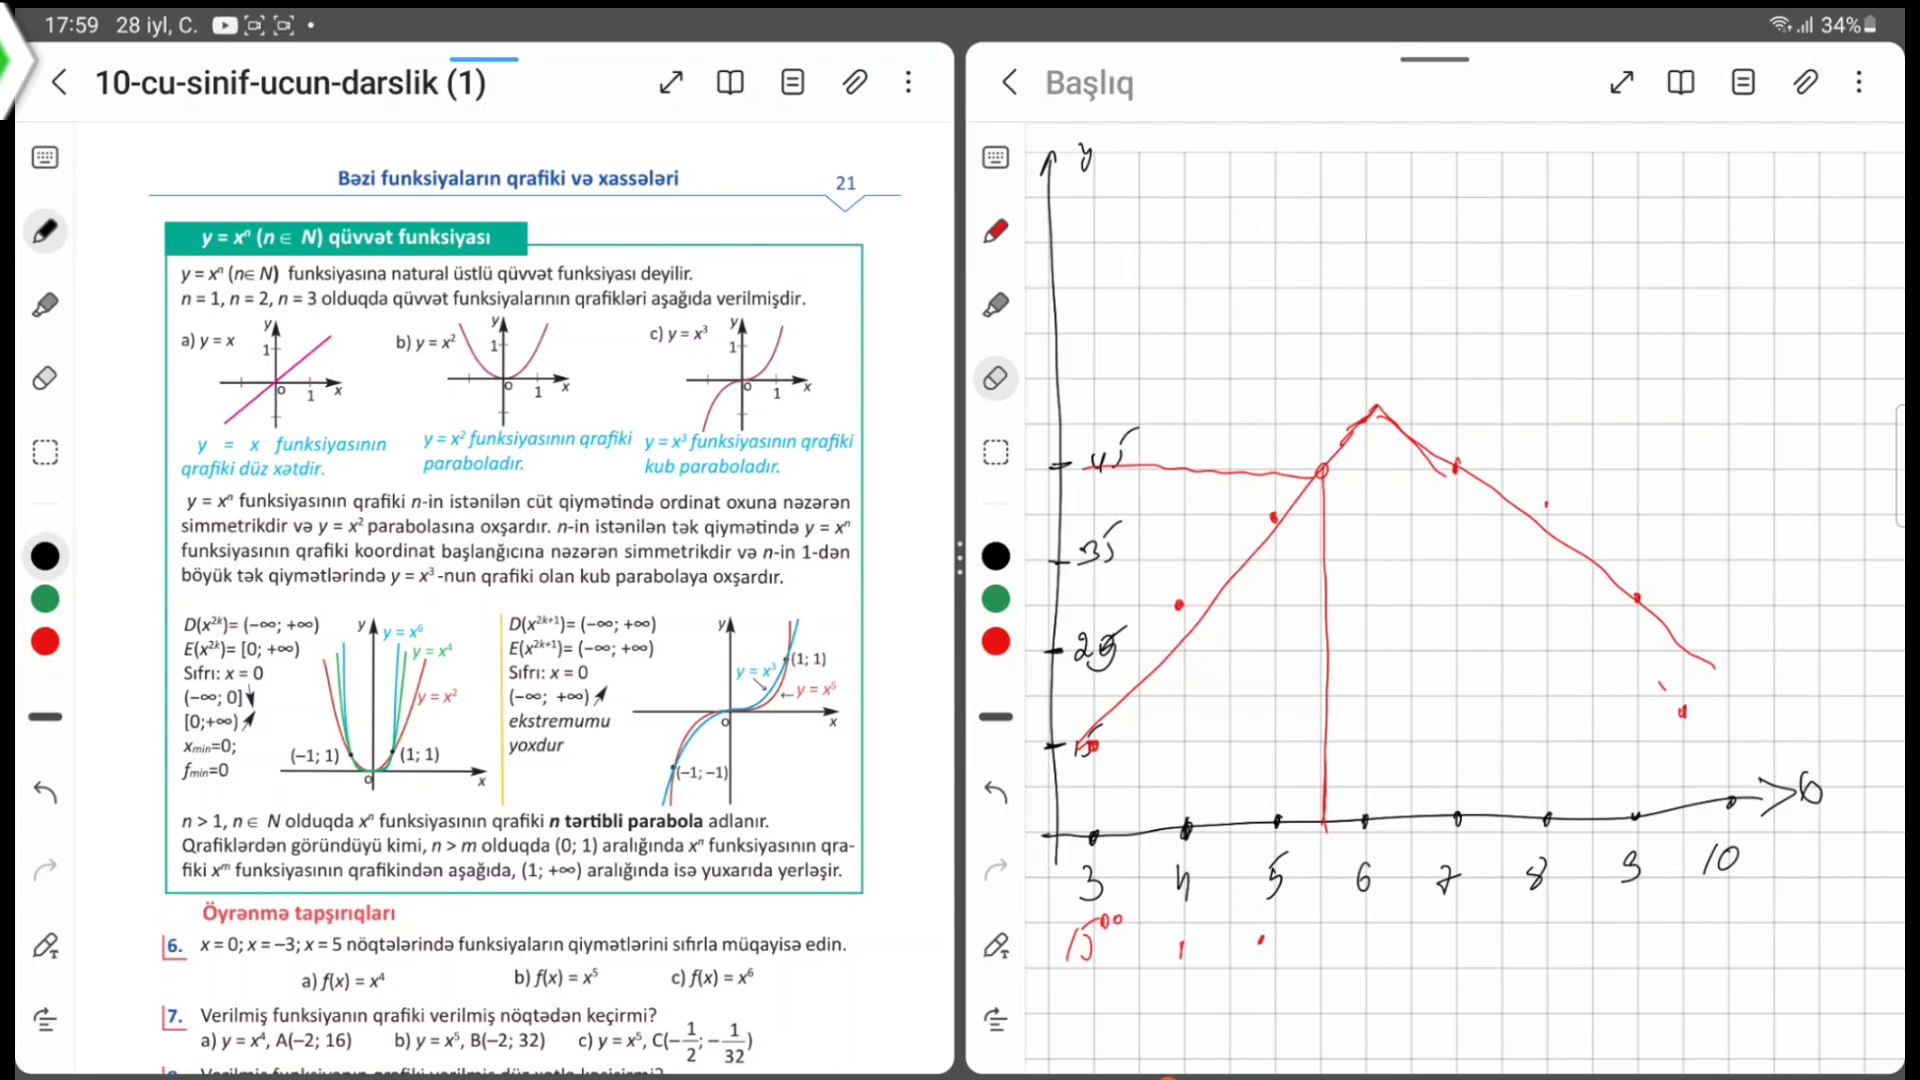 17:59 28 iyl, C. •
34%
10-cu-sinif-ucun-darslik (1)
Bəzi funksiyaların qrafiki və xassələri
21
y = xⁿ (n ∈ N) qüvvət funksiyası
y = xⁿ (n∈ N) funksiyasına natural üstlü qüvvət funksiyası deyilir.
n = 1, n = 2, n = 3 olduqda qüvvət funksiyalarının qrafikləri aşağıda verilmişdir.
a) y = x
y
1
o
1
x
b) y = x²
y
1
o
1
x
c) y = x³
y
1
o
1
x
y = x funksiyasının
qrafiki düz xətdir.
y = x² funksiyasının qrafiki
paraboladır.
y = x³ funksiyasının qrafiki
kub paraboladır.
y = xⁿ funksiyasının qrafiki n-in istənilən cüt qiymətində ordinat oxuna nəzərən
simmetrikdir və y = x² parabolasına oxşardır. n-in istənilən tək qiymətində y = xⁿ
funksiyasının qrafiki koordinat başlanğıcına nəzərən simmetrikdir və n-in 1-dən
böyük tək qiymətlərində y = x³ -nun qrafiki olan kub parabolaya oxşardır.
D(x²ᵏ)= (–∞; +∞)
E(x²ᵏ)= [0; +∞)
Sıfrı: x = 0
(–∞; 0]
[0;+∞)
xmin=0;
fmin=0
y
y = x⁶
y = x⁴
y = x²
(–1; 1)
(1; 1)
o
x
D(x²ᵏ⁺¹)= (–∞; +∞)
E(x²ᵏ⁺¹)= (–∞; +∞)
Sıfrı: x = 0
(–∞; +∞)
ekstremumu
yoxdur
y
(1; 1)
y = x³
y = x⁵
o
x
(–1; –1)
n > 1, n ∈ N olduqda xⁿ funksiyasının qrafiki n tərtibli parabola adlanır.
Qrafiklərdən göründüyü kimi, n > m olduqda (0; 1) aralığında xⁿ funksiyasının qra-
fiki xᵐ funksiyasının qrafikindən aşağıda, (1; +∞) aralığında isə yuxarıda yerləşir.
Öyrənmə tapşırıqları
6. x = 0; x = –3; x = 5 nöqtələrində funksiyaların qiymətlərini sıfırla müqayisə edin.
a) f(x) = x⁴ b) f(x) = x⁵ c) f(x) = x⁶
7. Verilmiş funksiyanın qrafiki verilmiş nöqtədən keçirmi?
a) y = x⁴, A(–2; 16) b) y = x⁵, B(–2; 32) c) y = x⁵, C(–1/2; –1/32)
Başlıq
y
45
35
25
15
3 4 5 6 7 8 9 10
15⁰⁰